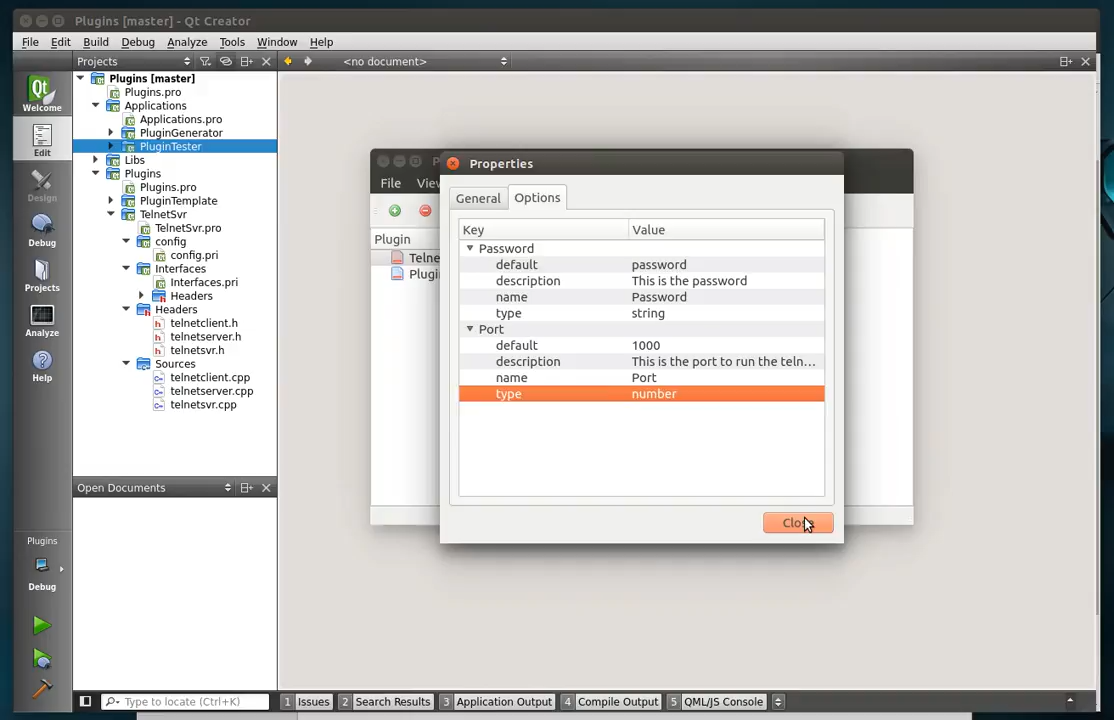 Plugins [master] - Qt Creator
File Edit Build Debug Analyze Tools Window Help
Projects
<no document>
Welcome
Edit
Design
Debug
Projects
Analyze
Help
Plugins [master]
Plugins.pro
Applications
Applications.pro
PluginGenerator
PluginTester
Libs
Plugins
Plugins.pro
PluginTemplate
TelnetSvr
TelnetSvr.pro
config
config.pri
Interfaces
Interfaces.pri
Headers
Headers
telnetclient.h
telnetserver.h
telnetsvr.h
Sources
telnetclient.cpp
telnetserver.cpp
telnetsvr.cpp
Open Documents
Plugins
Debug
File
Plugin
Properties
General Options
Key Value
Password
default password
description This is the password
name Password
type string
Port
default 1000
description This is the port to run the teln...
name Port
type number
Close
Type to locate (Ctrl+K)
1 Issues 2 Search Results 3 Application Output 4 Compile Output 5 QML/JS Console